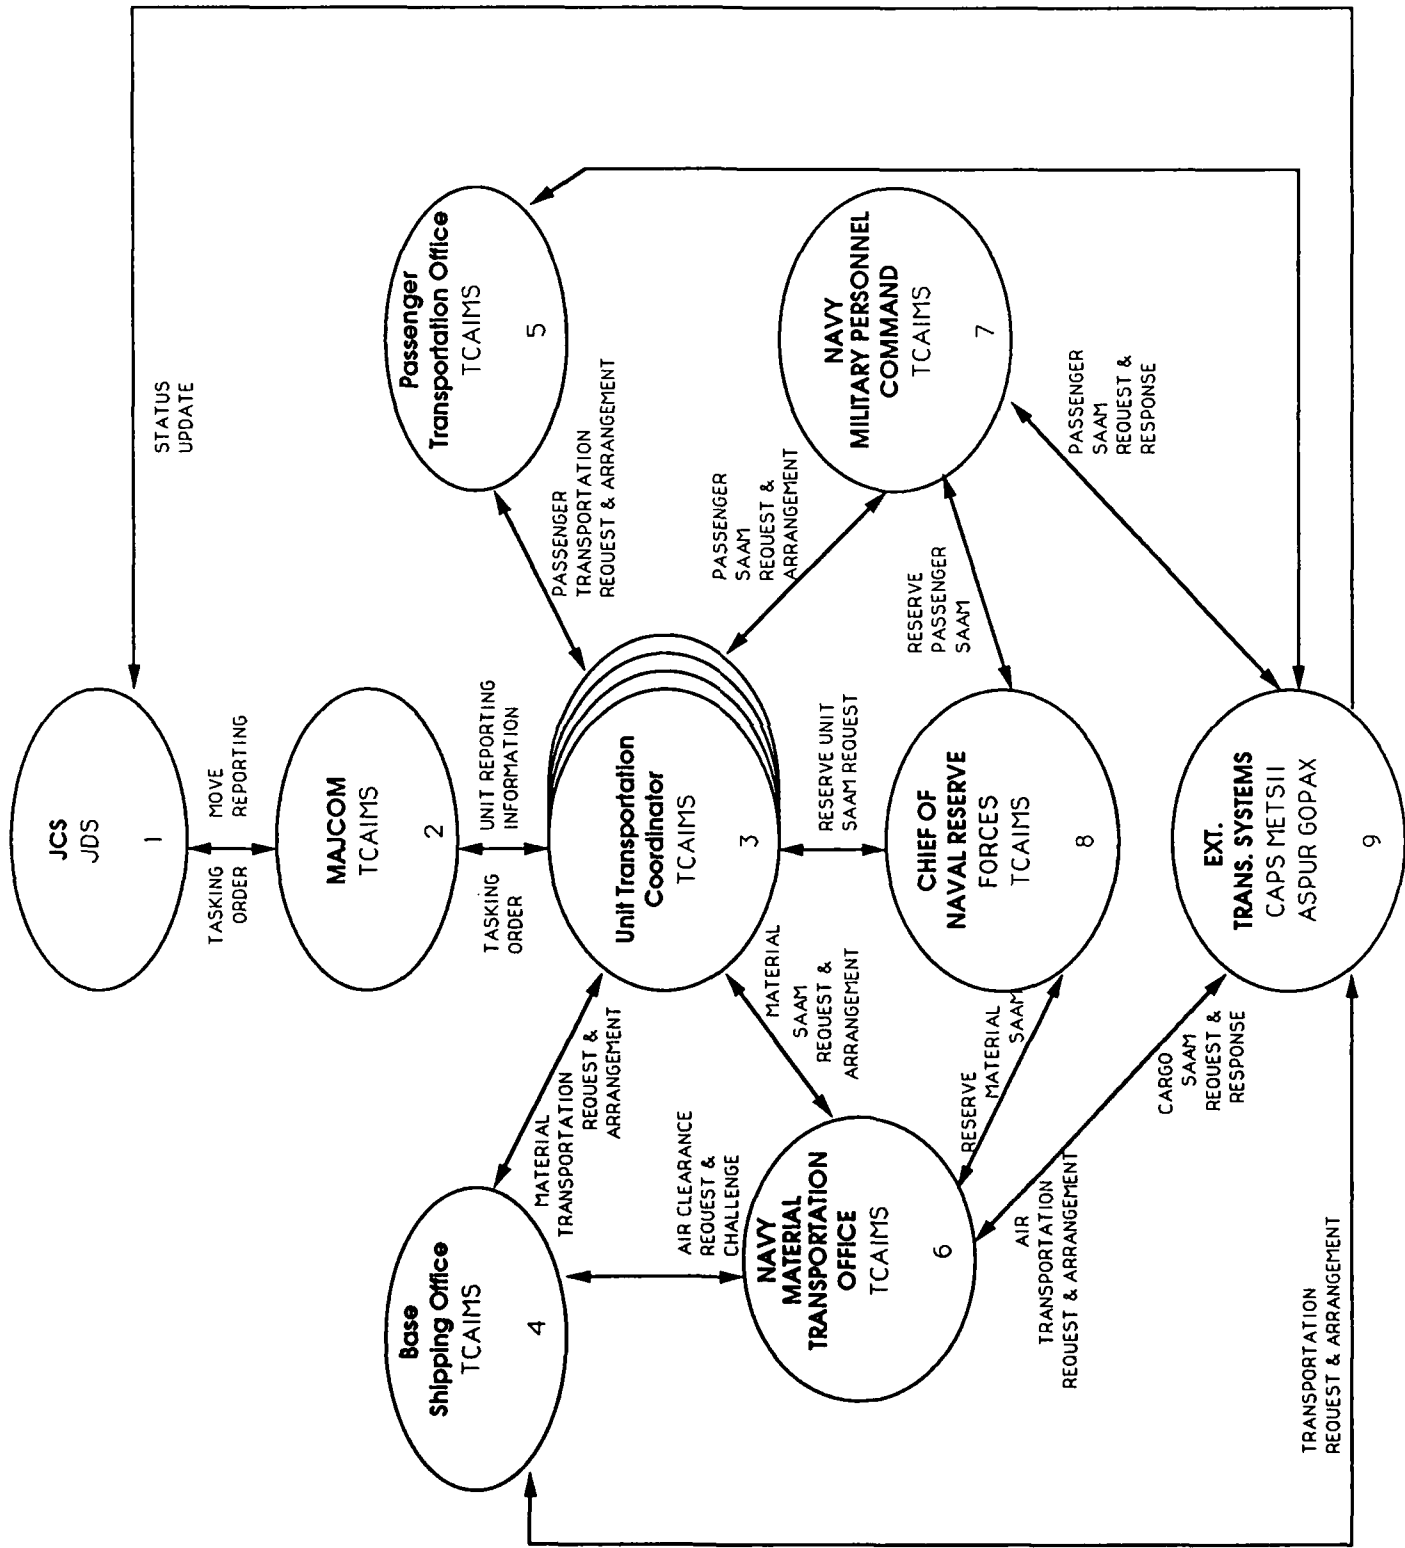 JCS
JDS
1
STATUS
UPDATE
TASKING
ORDER
MOVE
REPORTING
MAJCOM
TCAIMS
2
TASKING
ORDER
UNIT REPORTING
INFORMATION
Base
Shipping Office
TCAIMS
4
Passenger
Transportation Office
TCAIMS
5
MATERIAL
TRANSPORTATION
REQUEST &
ARRANGEMENT
PASSENGER
TRANSPORTATION
REQUEST & ARRANGEMENT
Unit Transportation
Coordinator
TCAIMS
3
AIR CLEARANCE
REQUEST &
CHALLENGE
MATERIAL
SAAM
REQUEST &
ARRANGEMENT
RESERVE UNIT
SAAM REQUEST
PASSENGER
SAAM
REQUEST &
ARRANGEMENT
NAVY
MATERIAL
TRANSPORTATION
OFFICE
TCAIMS
6
NAVY
MILITARY PERSONNEL
COMMAND
TCAIMS
7
RESERVE
MATERIAL
SAAM
CHIEF OF
NAVAL RESERVE
FORCES
TCAIMS
8
RESERVE
PASSENGER
SAAM
AIR
TRANSPORTATION
REQUEST & ARRANGEMENT
CARGO
SAAM
REQUEST &
RESPONSE
PASSENGER
SAAM
REQUEST &
RESPONSE
EXT.
TRANS. SYSTEMS
CAPS METSII
ASPUR GOPAX
9
TRANSPORTATION
REQUEST & ARRANGEMENT